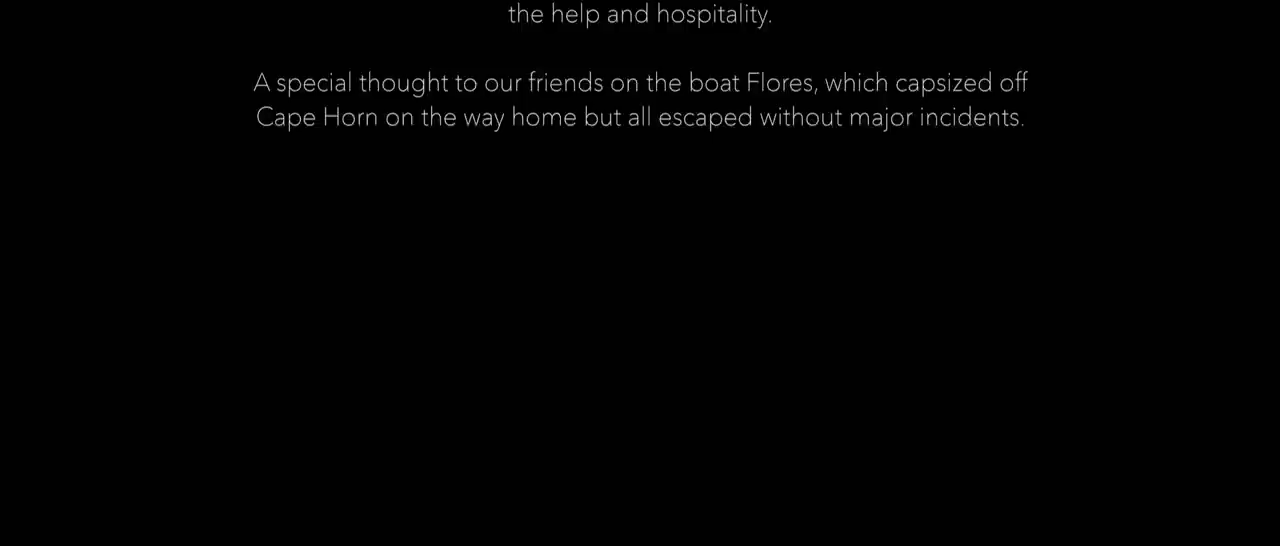 the help and hospitality.
A special thought to our friends on the boat Flores, which capsized off
Cape Horn on the way home but all escaped without major incidents.